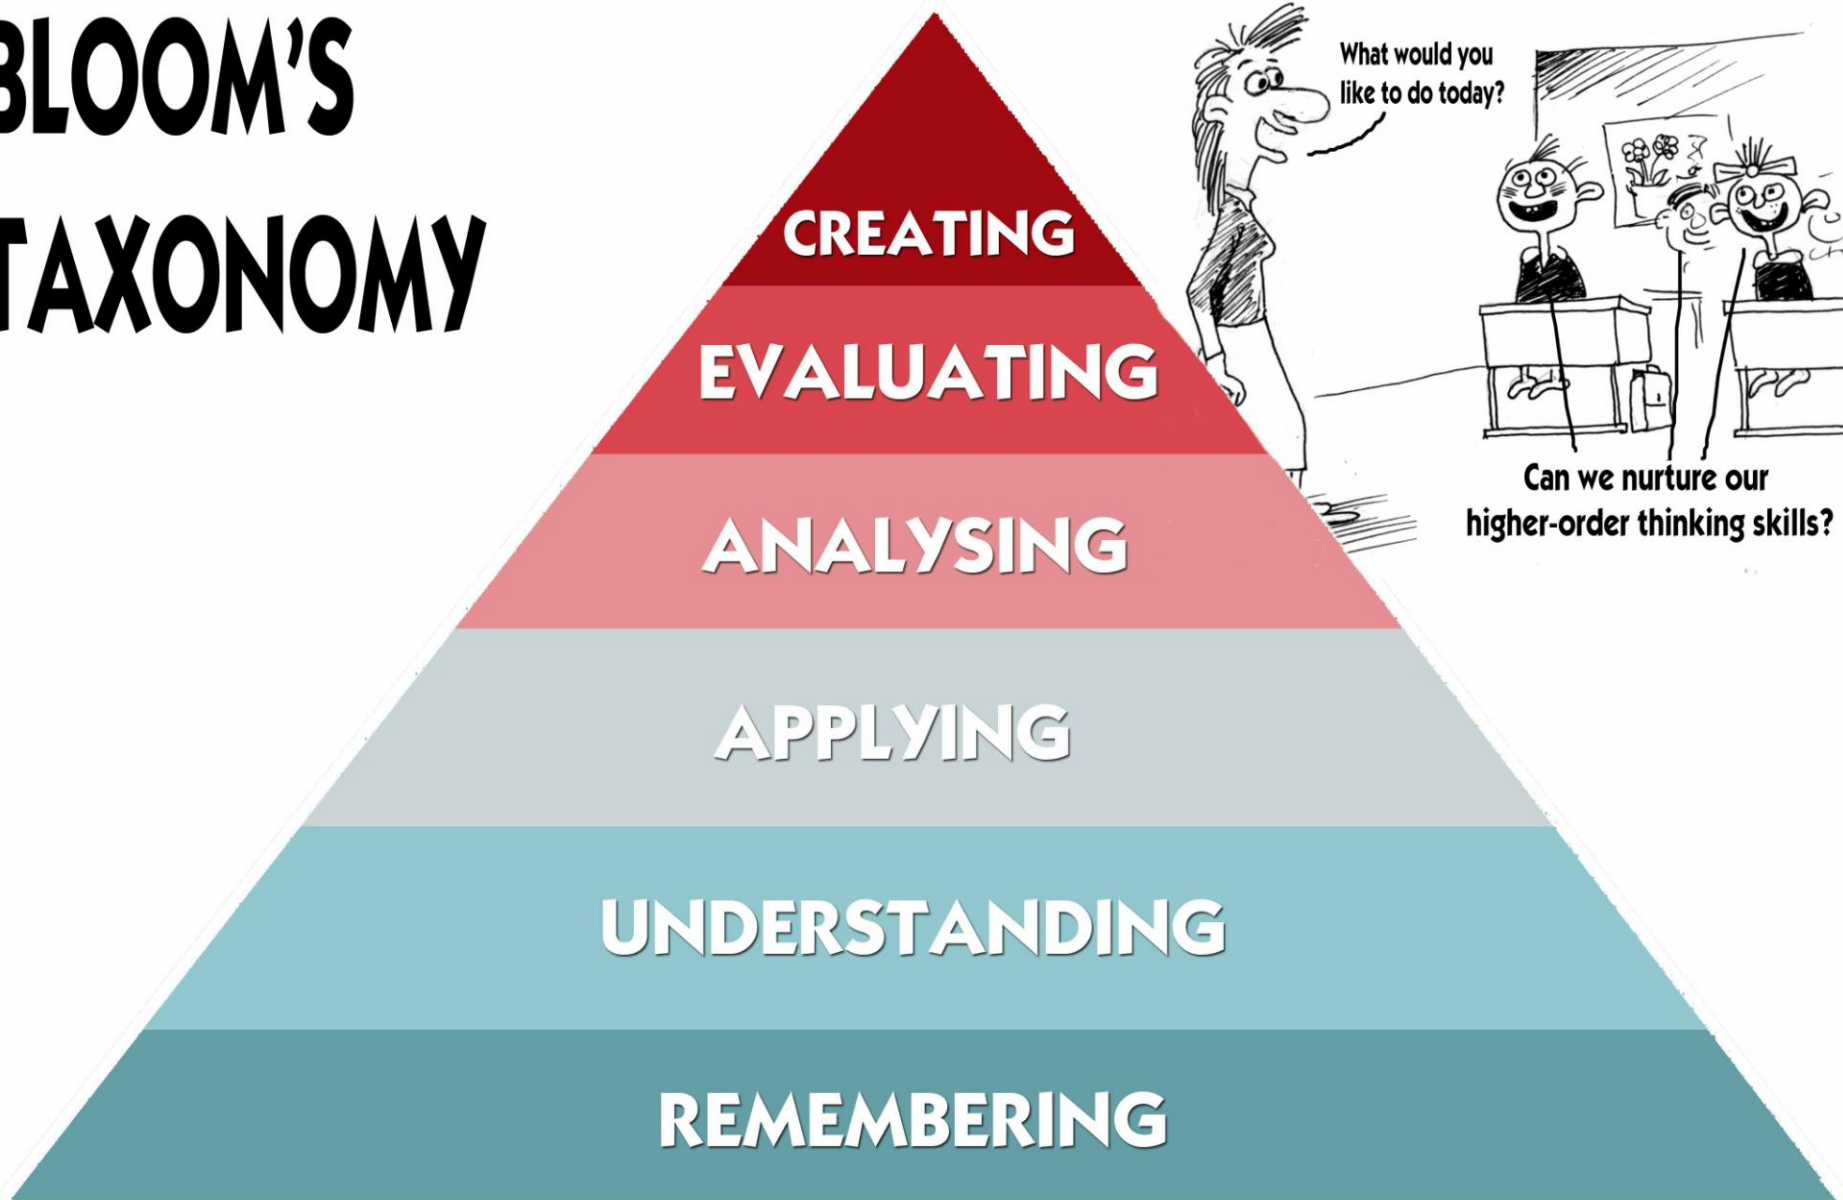 BLOOM'S
TAXONOMY
What would you
like to do today?
CREATING
EVALUATING
Can we nurture our
higher-order thinking skills?
ANALYSING
APPLYING
UNDERSTANDING
REMEMBERING